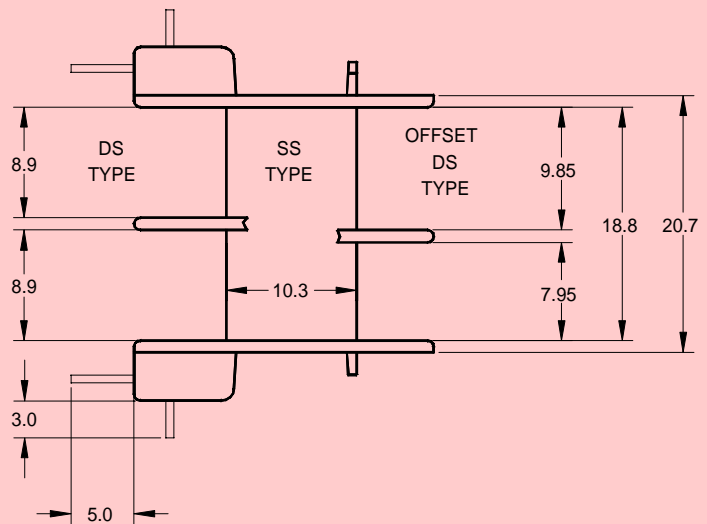 DS
TYPE
SS
TYPE
OFFSET
DS
TYPE
8.9
9.85
18.8
20.7
8.9
10.3
7.95
3.0
5.0